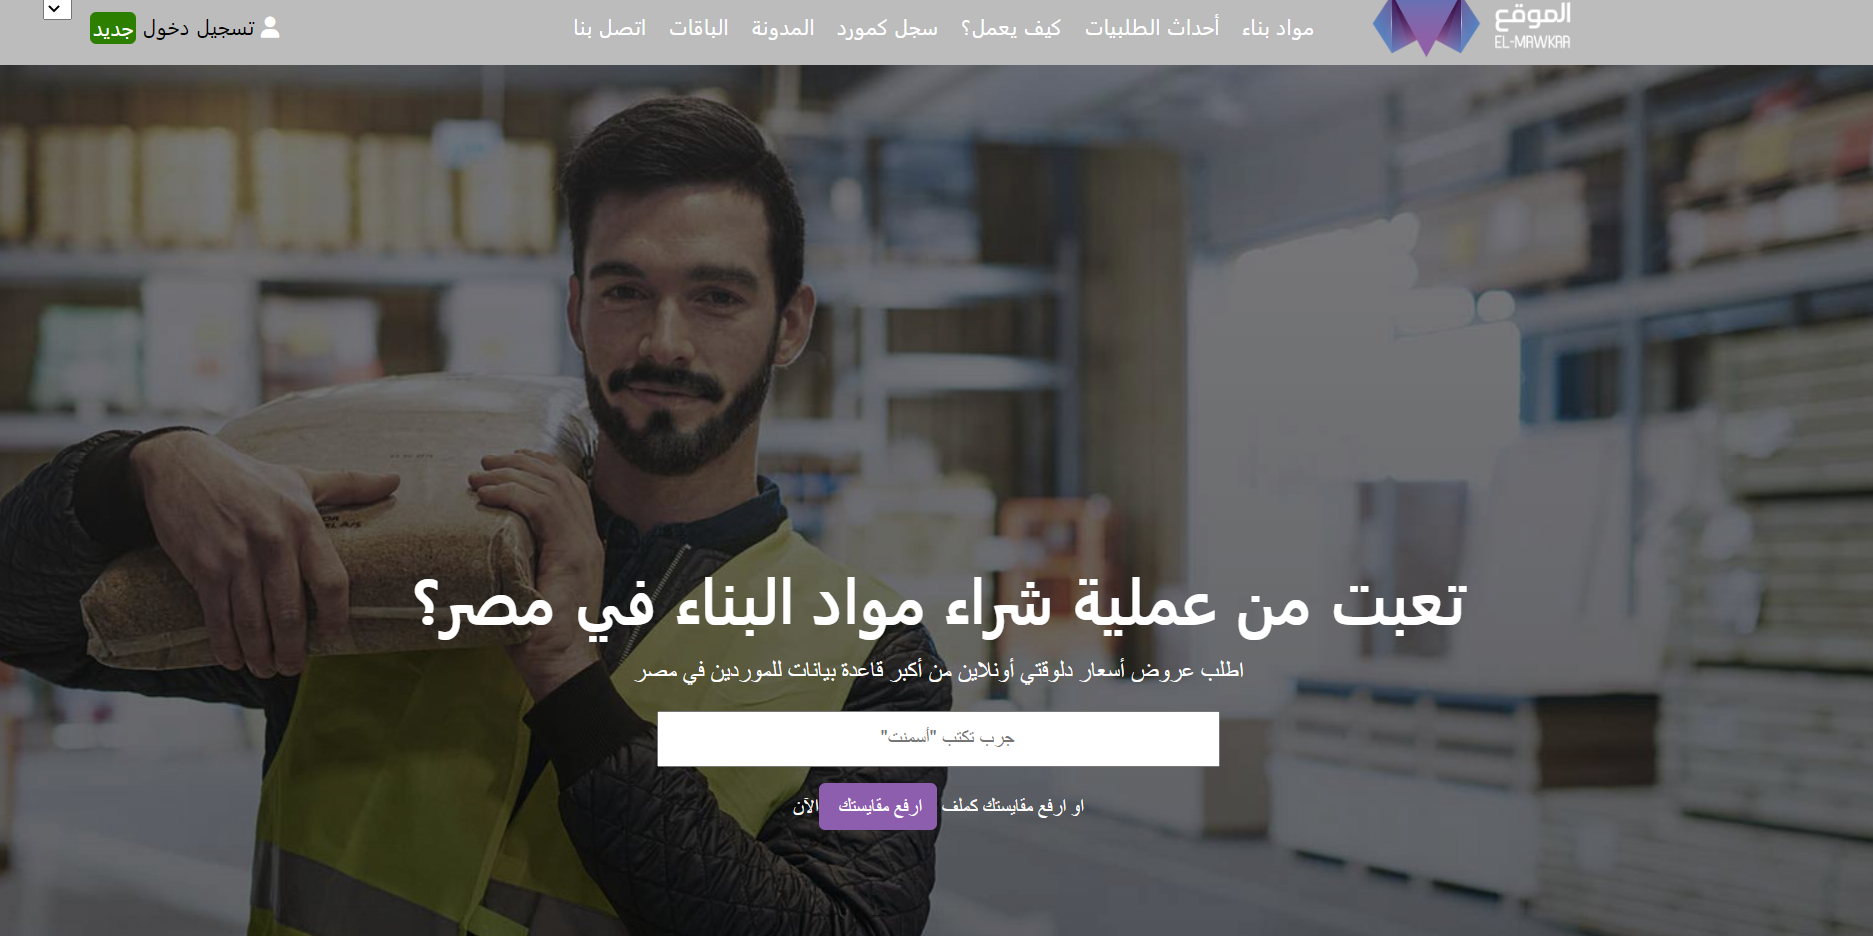 الموقع
EL-MAWKAA
مواد بناء
أحداث الطلبيات
كيف يعمل؟
سجل كمورد
المدونة
الباقات
اتصل بنا
تسجيل دخول
جديد
تعبت من عملية شراء مواد البناء في مصر؟
اطلب عروض أسعار دلوقتي أونلاين من أكبر قاعدة بيانات للموردين في مصر
جرب تكتب "أسمنت"
او ارفع مقايستك كملف ارفع مقايستك الآن